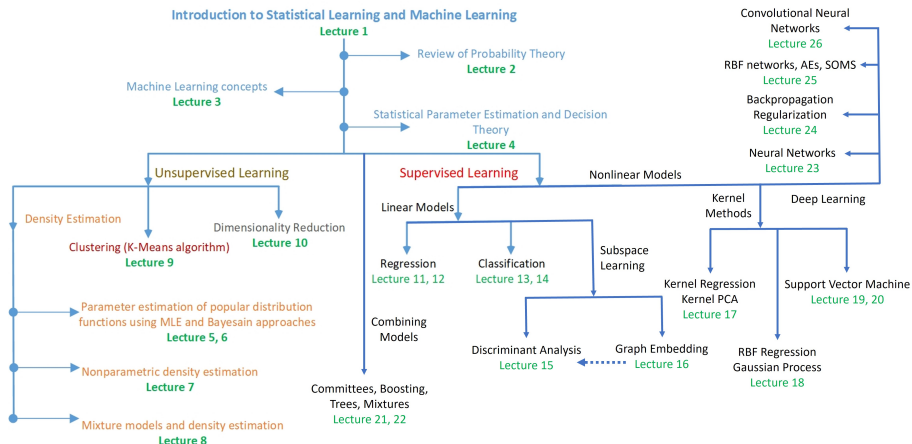 Introduction to Statistical Learning and Machine Learning
Lecture 1
Review of Probability Theory
Lecture 2
Machine Learning concepts
Lecture 3
Statistical Parameter Estimation and Decision
Theory
Lecture 4
Unsupervised Learning
Density Estimation
Clustering (K-Means algorithm)
Lecture 9
Dimensionality Reduction
Lecture 10
Parameter estimation of popular distribution
functions using MLE and Bayesain approaches
Lecture 5, 6
Nonparametric density estimation
Lecture 7
Mixture models and density estimation
Lecture 8
Combining
Models
Committees, Boosting,
Trees, Mixtures
Lecture 21, 22
Supervised Learning
Linear Models
Regression
Lecture 11, 12
Classification
Lecture 13, 14
Subspace
Learning
Discriminant Analysis
Lecture 15
Graph Embedding
Lecture 16
Nonlinear Models
Kernel
Methods
Kernel Regression
Kernel PCA
Lecture 17
RBF Regression
Gaussian Process
Lecture 18
Support Vector Machine
Lecture 19, 20
Deep Learning
Convolutional Neural
Networks
Lecture 26
RBF networks, AEs, SOMS
Lecture 25
Backpropagation
Regularization
Lecture 24
Neural Networks
Lecture 23